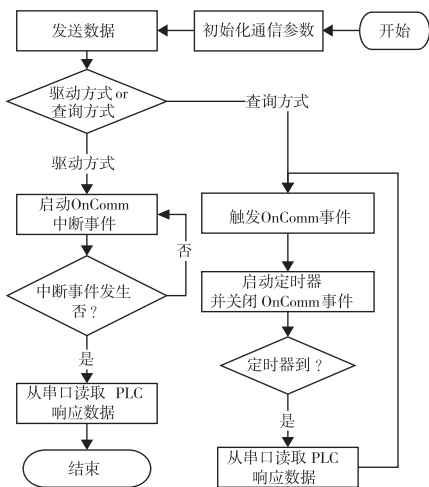 开始
初始化通信参数
发送数据
驱动方式 or
查询方式
查询方式
驱动方式
启动OnComm
中断事件
否
中断事件发生
否?
是
从串口读取 PLC
响应数据
结束
触发OnComm事件
启动定时器
并关闭 OnComm 事件
定时器到?
是
从串口读取 PLC
响应数据